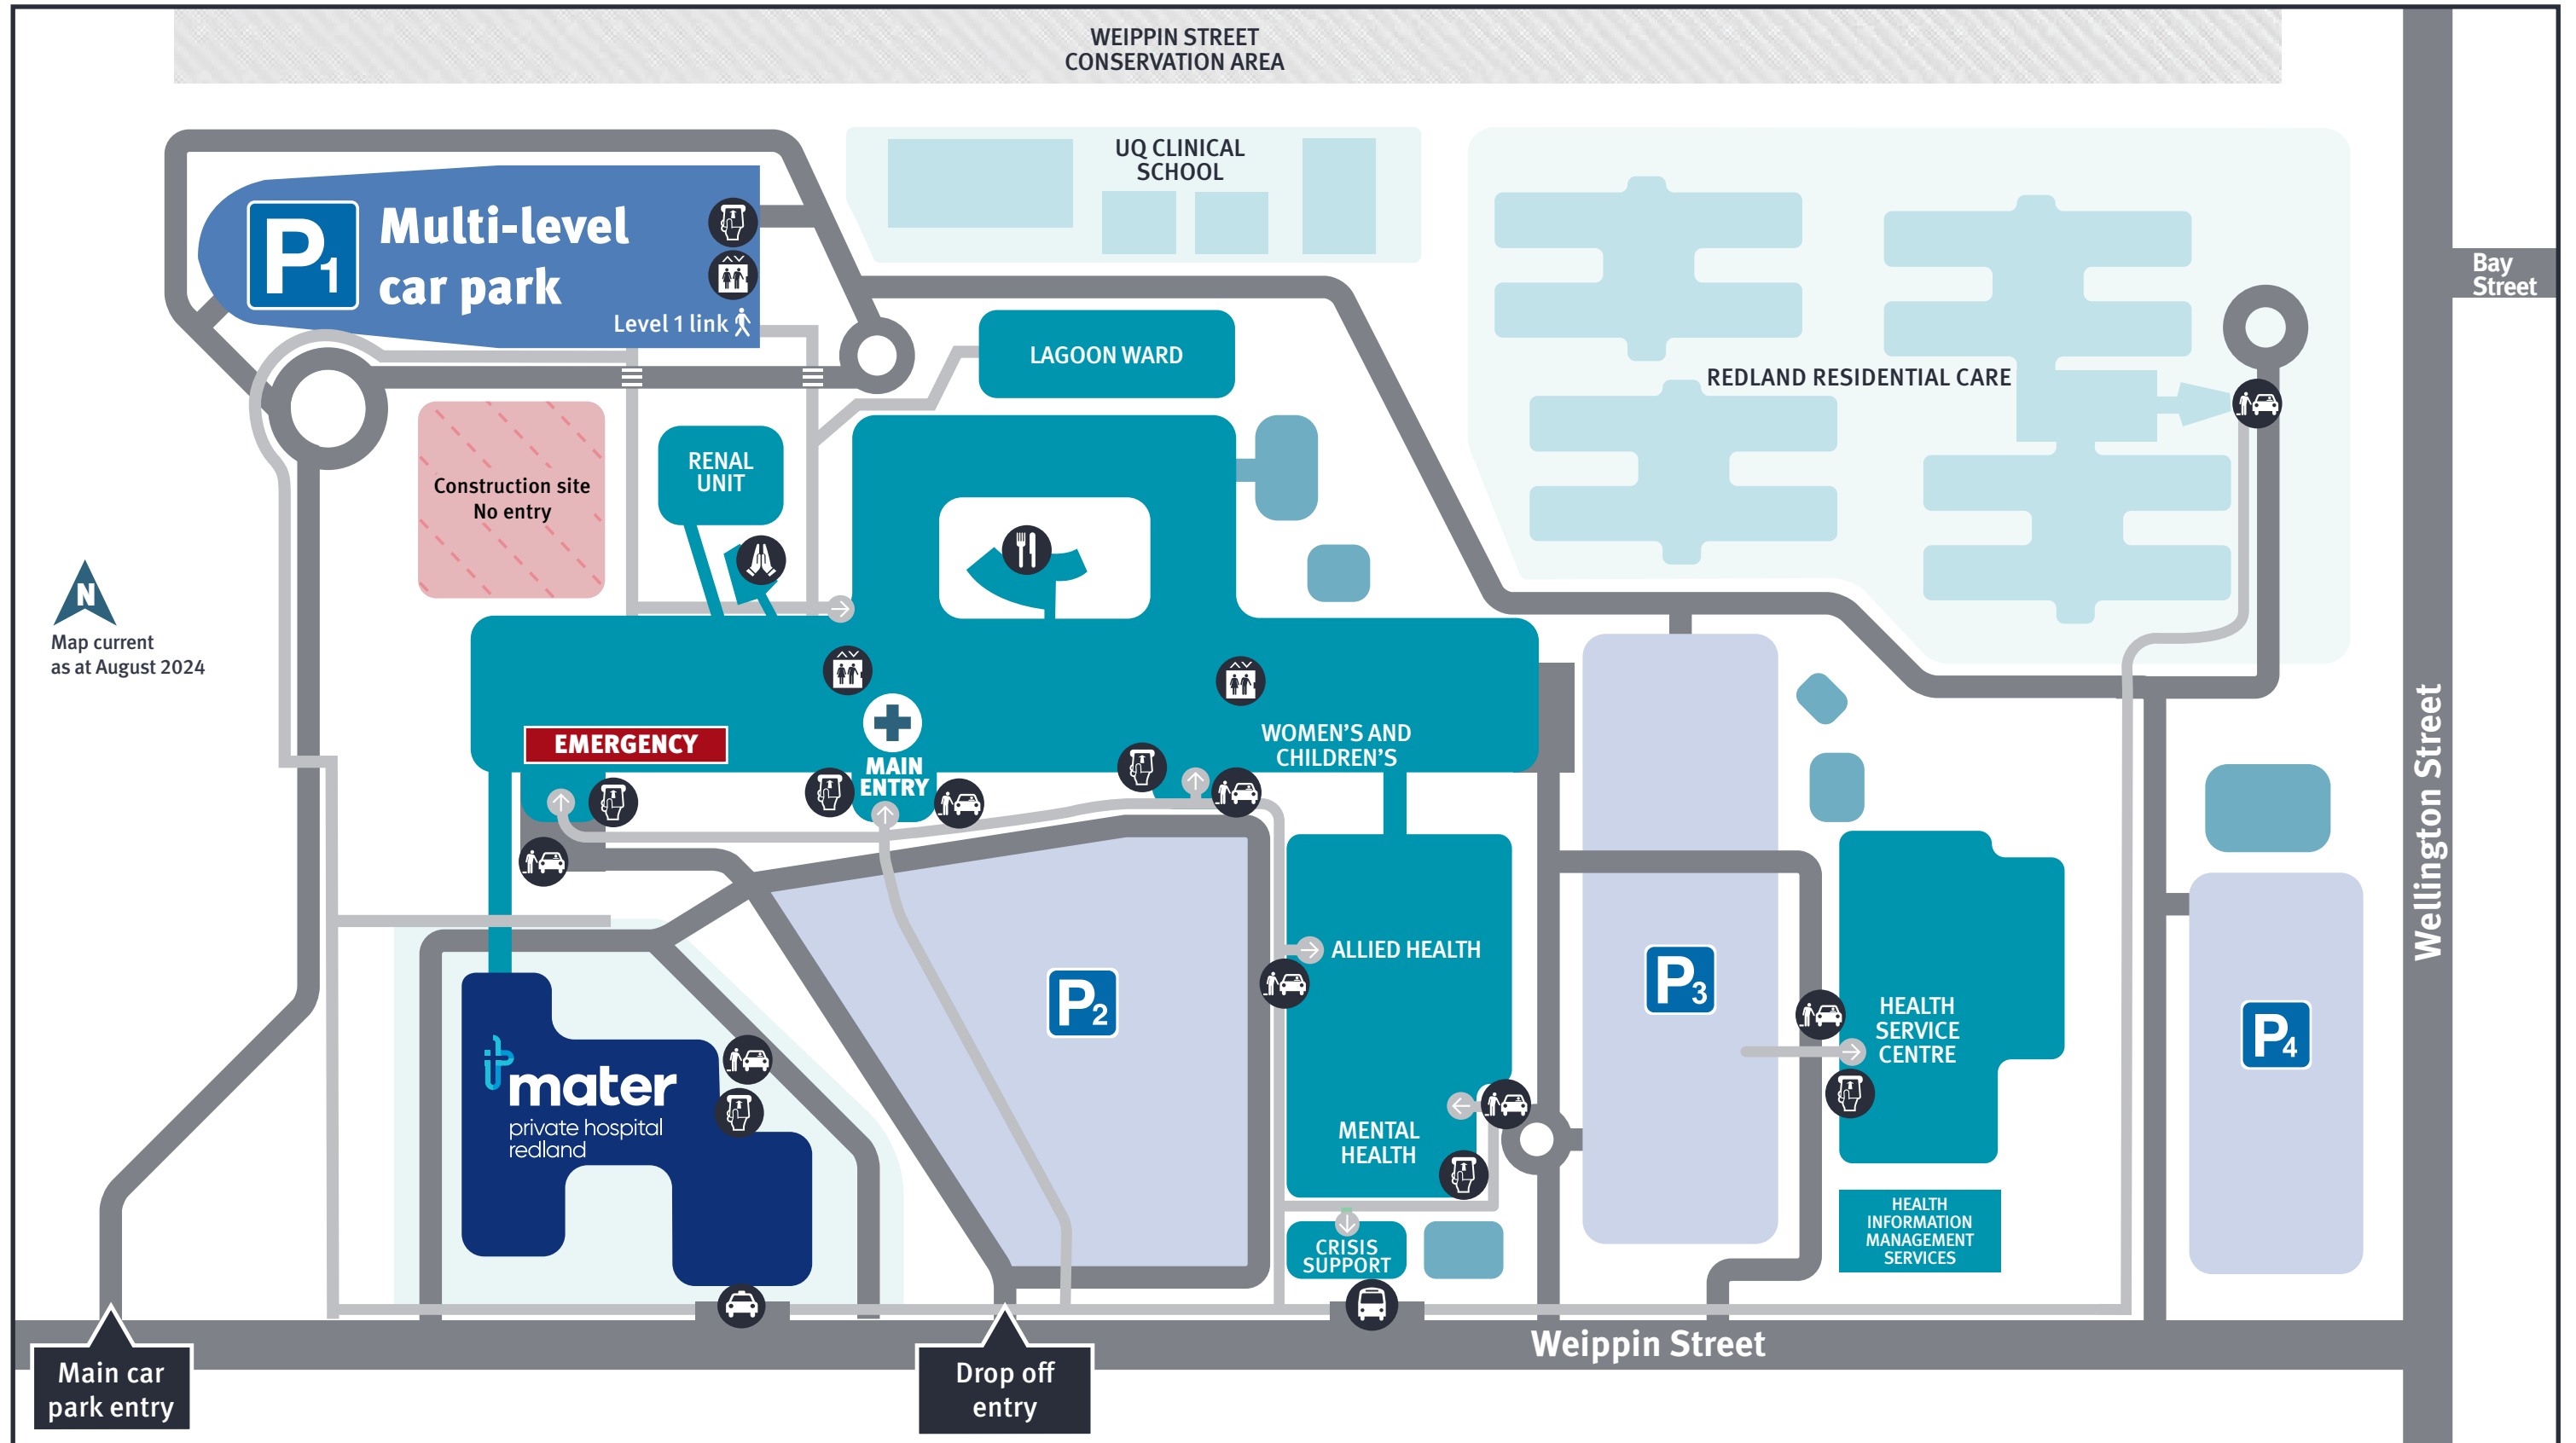 WEIPPIN STREET
CONSERVATION AREA
UQ CLINICAL
SCHOOL
P1
Multi-level
car park
Level 1 link
Bay
Street
LAGOON WARD
REDLAND RESIDENTIAL CARE
RENAL
UNIT
Construction site
No entry
N
Map current
as at August 2024
EMERGENCY
MAIN
ENTRY
WOMEN'S AND
CHILDREN'S
Wellington Street
ALLIED HEALTH
P2
P3
HEALTH
SERVICE
CENTRE
P4
mater
private hospital
redland
MENTAL
HEALTH
HEALTH
INFORMATION
MANAGEMENT
SERVICES
CRISIS
SUPPORT
Weippin Street
Main car
park entry
Drop off
entry